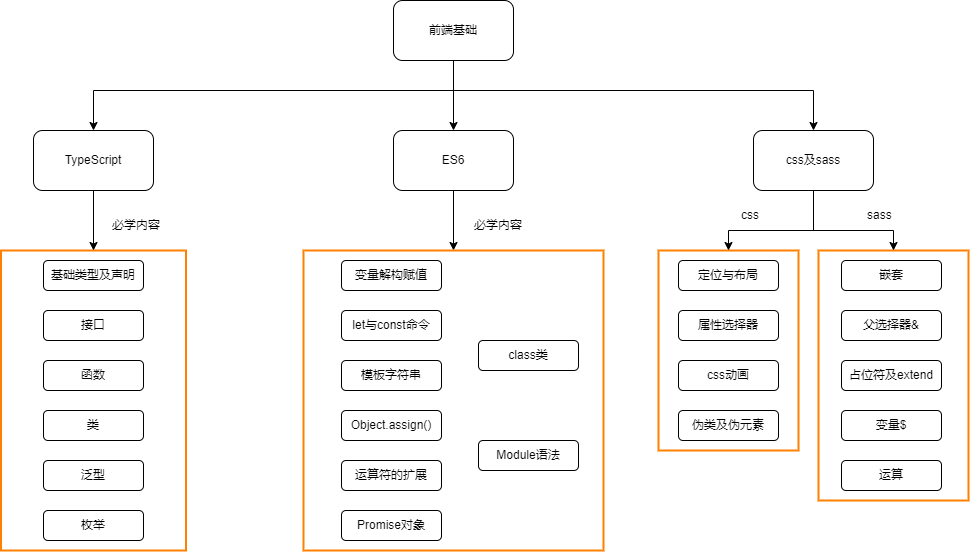 前端基础
TypeScript
ES6
css及sass
必学内容
必学内容
css
sass
基础类型及声明
接口
函数
类
泛型
枚举
变量解构赋值
let与const命令
模板字符串
Object.assign()
运算符的扩展
Promise对象
class类
Module语法
定位与布局
属性选择器
css动画
伪类及伪元素
嵌套
父选择器&
占位符及extend
变量$
运算